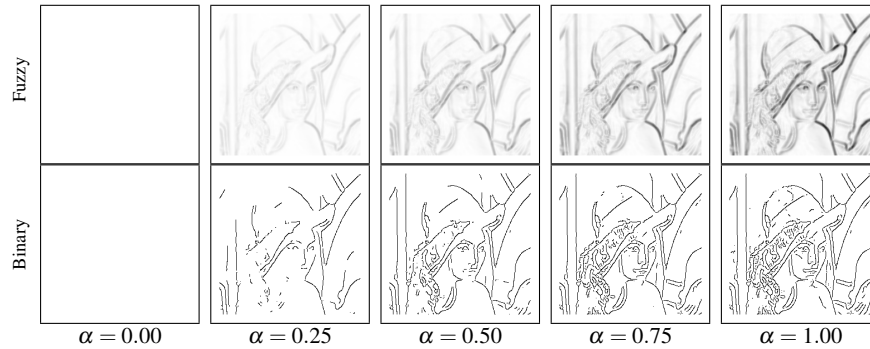 Fuzzy
Binary
α = 0.00 α = 0.25 α = 0.50 α = 0.75 α = 1.00